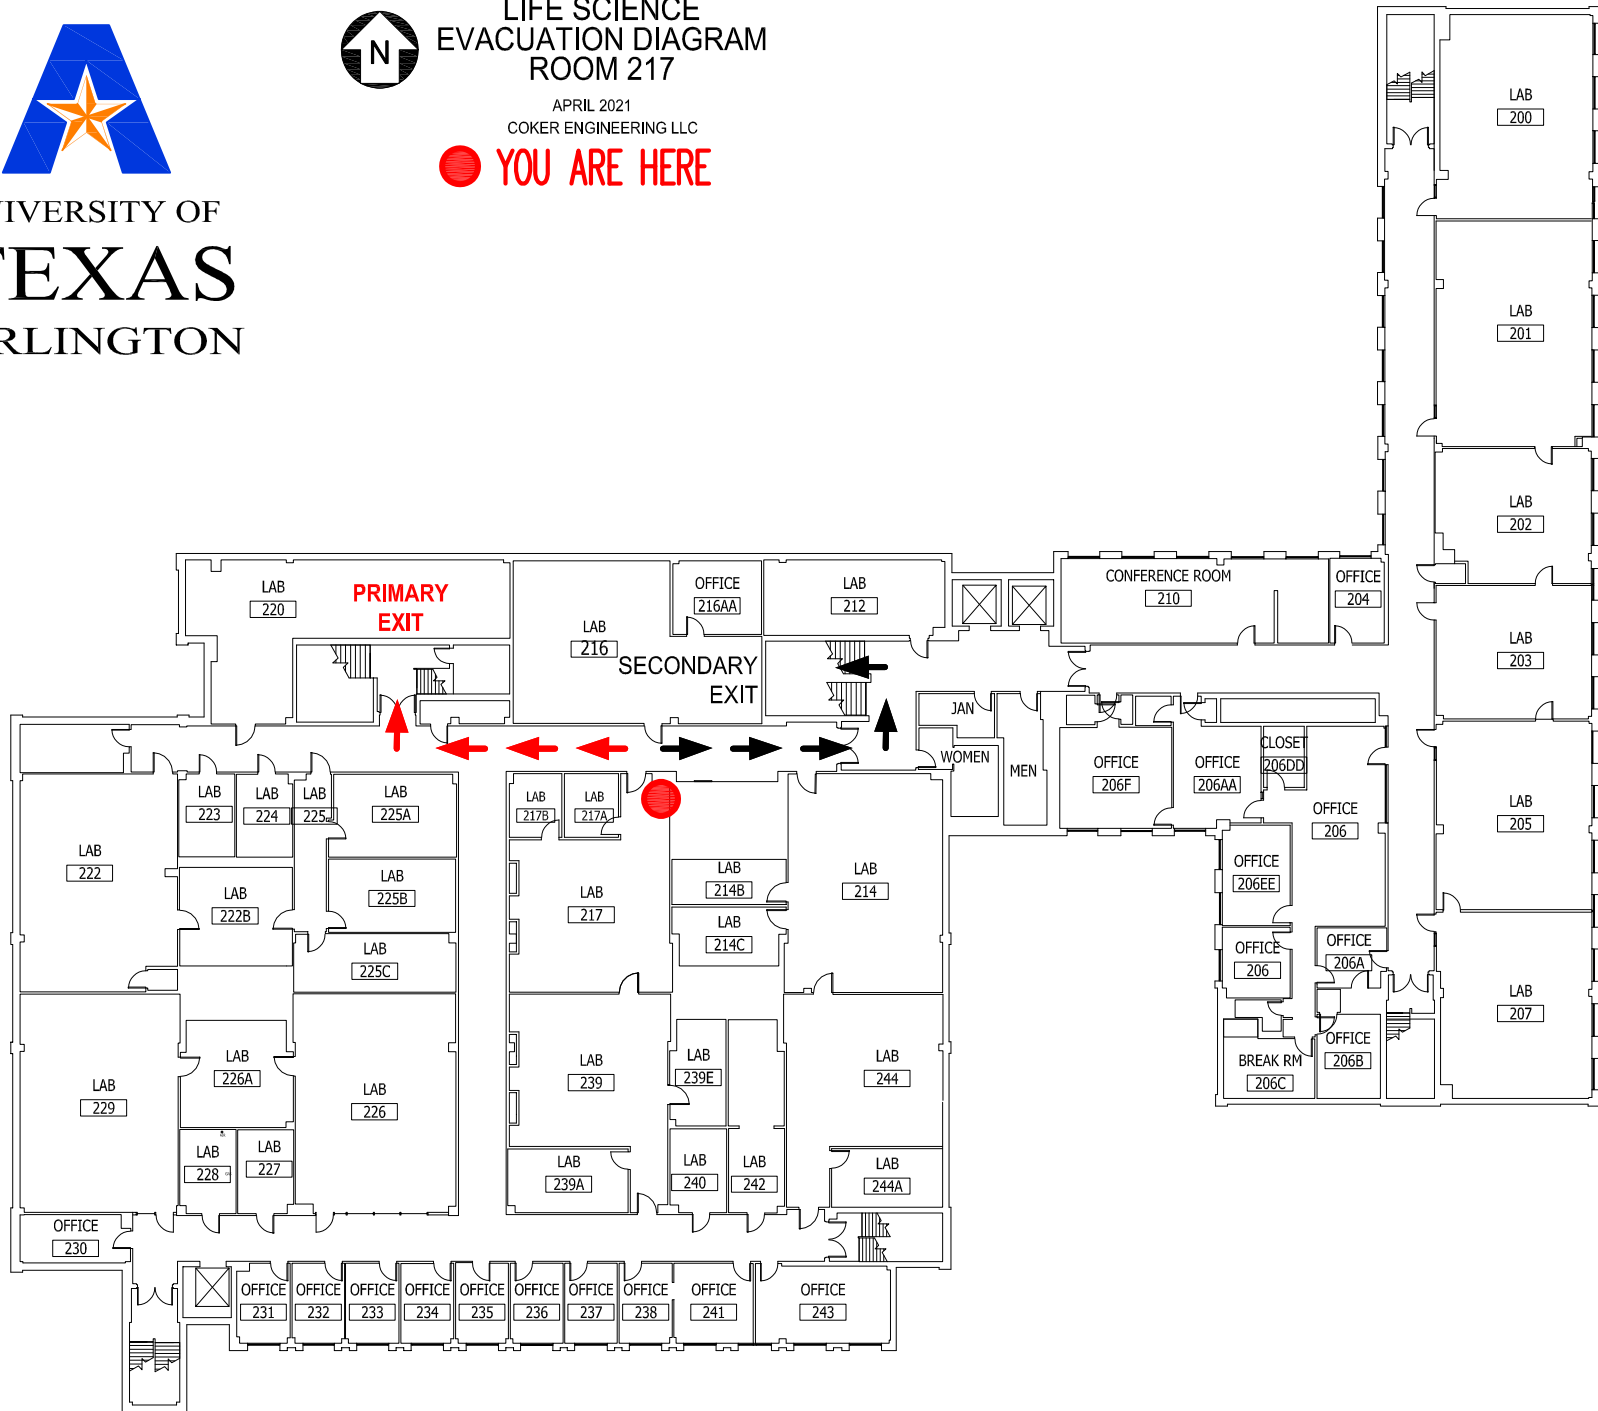 LIFE SCIENCE
EVACUATION DIAGRAM
ROOM 217
N
APRIL 2021
COKER ENGINEERING LLC
YOU ARE HERE
IVERSITY OF
TEXAS
RLINGTON
LAB
200
LAB
201
LAB
202
LAB
203
LAB
205
LAB
207
CONFERENCE ROOM
210
OFFICE
204
LAB
220
PRIMARY
EXIT
LAB
216
OFFICE
216AA
LAB
212
SECONDARY
EXIT
JAN
WOMEN
MEN
OFFICE
206F
OFFICE
206AA
CLOSET
206DD
OFFICE
206
OFFICE
206EE
OFFICE
206
OFFICE
206A
OFFICE
206B
BREAK RM
206C
LAB
222
LAB
223
LAB
224
LAB
225
LAB
225A
LAB
225B
LAB
222B
LAB
225C
LAB
217B
LAB
217A
LAB
217
LAB
214B
LAB
214C
LAB
214
LAB
229
LAB
226A
LAB
226
LAB
228
LAB
227
LAB
239
LAB
239E
LAB
244
LAB
239A
LAB
240
LAB
242
LAB
244A
OFFICE
230
OFFICE
231
OFFICE
232
OFFICE
233
OFFICE
234
OFFICE
235
OFFICE
236
OFFICE
237
OFFICE
238
OFFICE
241
OFFICE
243